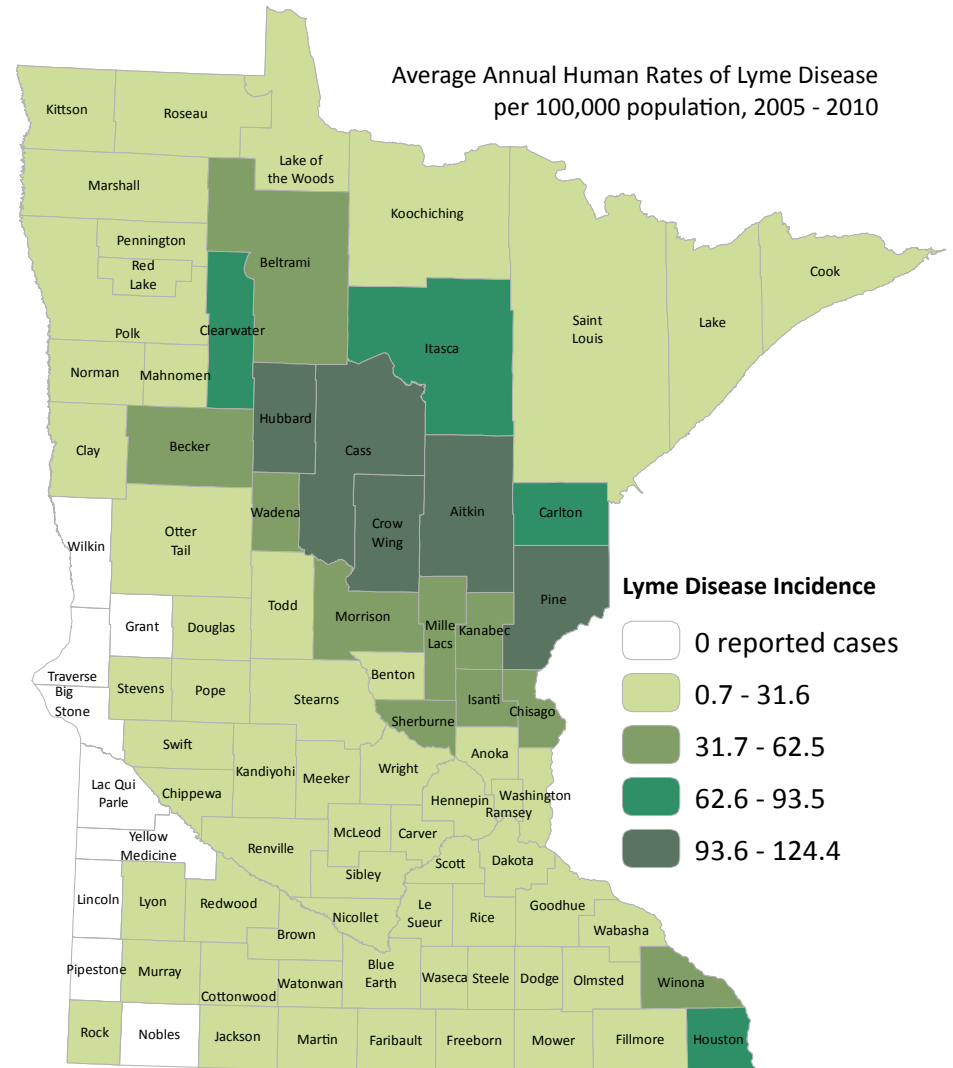 Average Annual Human Rates of Lyme Disease
per 100,000 population, 2005 - 2010
Kittson
Roseau
Lake of
the Woods
Marshall
Koochiching
Pennington
Red
Lake
Beltrami
Cook
Polk
Clearwater
Itasca
Saint
Louis
Lake
Norman
Mahnomen
Hubbard
Cass
Clay
Becker
Wadena
Crow
Wing
Aitkin
Carlton
Wilkin
Otter
Tail
Pine
Todd
Morrison
Mille
Lacs
Kanabec
Grant
Douglas
Traverse
Big
Stone
Stevens
Pope
Stearns
Benton
Sherburne
Isanti
Chisago
Swift
Kandiyohi
Meeker
Wright
Anoka
Lac Qui
Parle
Chippewa
Hennepin
Washington
Ramsey
Yellow
Medicine
Renville
McLeod
Carver
Scott
Dakota
Sibley
Lincoln
Lyon
Redwood
Nicollet
Le
Sueur
Rice
Goodhue
Wabasha
Brown
Pipestone
Murray
Cottonwood
Watonwan
Blue
Earth
Waseca
Steele
Dodge
Olmsted
Winona
Rock
Nobles
Jackson
Martin
Faribault
Freeborn
Mower
Fillmore
Houston
Lyme Disease Incidence
0 reported cases
0.7 - 31.6
31.7 - 62.5
62.6 - 93.5
93.6 - 124.4